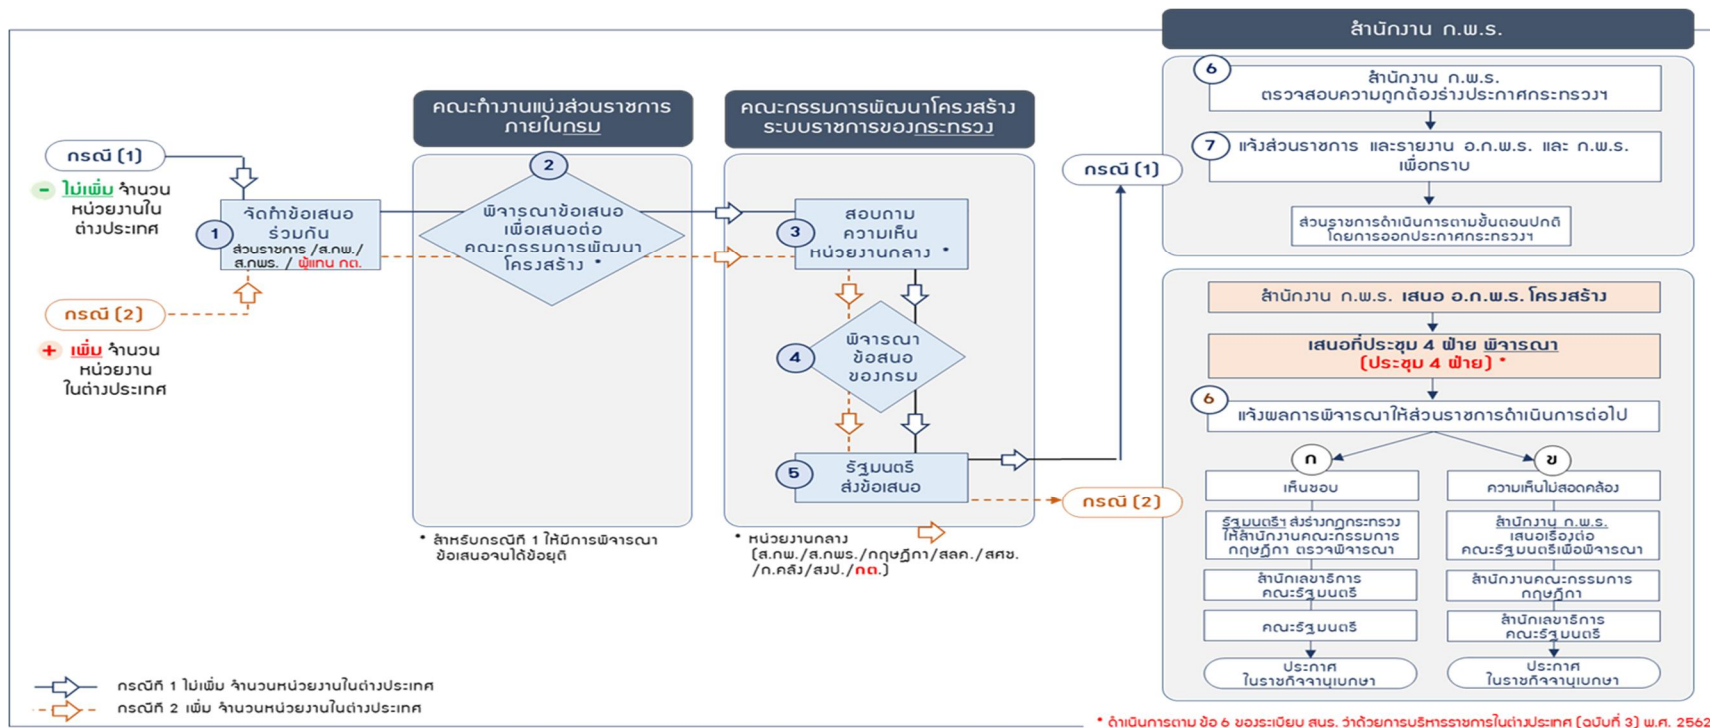 สำนักงาน ก.พ.ร.
คณะทำงานแบ่งส่วนราชการ
ภายในกรม
คณะกรรมการพัฒนาโครงสร้าง
ระบบราชการของกระทรวง
กรณี (1)
- ไม่เพิ่ม จำนวน
หน่วยงานใน
ต่างประเทศ
กรณี (2)
+ เพิ่ม จำนวน
หน่วยงาน
ในต่างประเทศ
1
จัดทำข้อเสนอ
ร่วมกัน
ส่วนราชการ /ส.กพ./
ส.กพร. / ผู้แทน กต.
2
พิจารณาข้อเสนอ
เพื่อเสนอต่อ
คณะกรรมการพัฒนา
โครงสร้าง *
* สำหรับกรณีที่ 1 ให้มีการพิจารณา
ข้อเสนอจนได้ข้อยุติ
3
สอบถาม
ความเห็น
หน่วยงานกลาง *
4
พิจารณา
ข้อสนอ
ของกรม
5
รัฐมนตรี
ส่งข้อเสนอ
* หน่วยงานกลาง
(ส.กพ./ส.กพร./กฤษฎีกา/สลค./สศช.
/ก.คลัง/สงป./กต.)
กรณี (1)
กรณี (2)
6
สำนักงาน ก.พ.ร.
ตรวจสอบความถูกต้องร่างประกาศกระทรวงฯ
7
แจ้งส่วนราชการ และรายงาน อ.ก.พ.ร. และ ก.พ.ร.
เพื่อทราบ
ส่วนราชการดำเนินการตามขั้นตอนปกติ
โดยการออกประกาศกระทรวงฯ
สำนักงาน ก.พ.ร. เสนอ อ.ก.พ.ร. โครงสร้าง
เสนอที่ประชุม 4 ฝ่าย พิจารณา
(ประชุม 4 ฝ่าย) *
6
แจ้งผลการพิจารณาให้ส่วนราชการดำเนินการต่อไป
ก
เห็นชอบ
รัฐมนตรีฯ ส่งร่างกฎกระทรวง
ให้สำนักงานคณะกรรมการ
กฤษฎีกา ตรวจพิจารณา
สำนักเลขาธิการ
คณะรัฐมนตรี
คณะรัฐมนตรี
ประกาศ
ในราชกิจจานุเบกษา
ข
ความเห็นไม่สอดคล้อง
สำนักงาน ก.พ.ร.
เสนอเรื่องต่อ
คณะรัฐมนตรีเพื่อพิจารณา
สำนักงานคณะกรรมการ
กฤษฎีกา
สำนักเลขาธิการ
คณะรัฐมนตรี
ประกาศ
ในราชกิจจานุเบกษา
กรณีที่ 1 ไม่เพิ่ม จำนวนหน่วยงานในต่างประเทศ
กรณีที่ 2 เพิ่ม จำนวนหน่วยงานในต่างประเทศ
* ดำเนินการตาม ข้อ 6 ของระเบียบ สนร. ว่าด้วยการบริหารราชการในต่างประเทศ (ฉบับที่ 3) พ.ศ. 2562